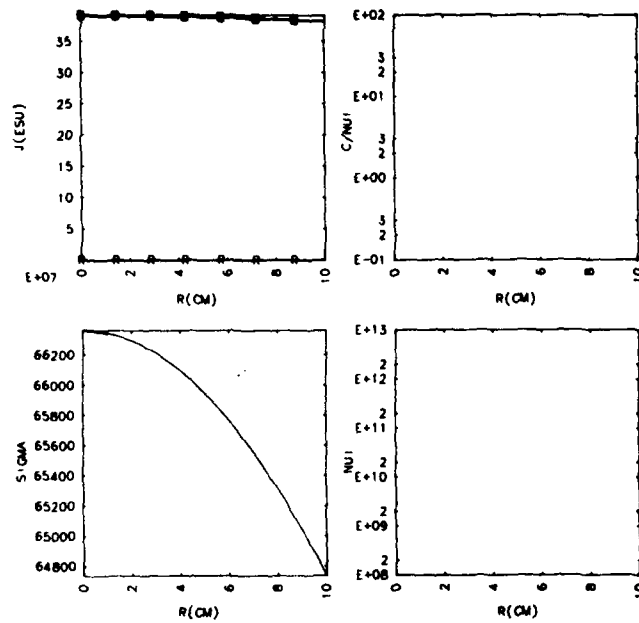 35
30
25
20
15
10
5
E+07
J(ESU)
0 2 4 6 8 10
R(CM)
E+02
3
2
E+01
3
2
E+00
3
2
E-01
C/NU!
0 2 4 6 8 10
R(CM)
66200
66000
65800
65600
65400
65200
65000
64800
S!GMA
0 2 4 6 8 10
R(CM)
E+13
2
E+12
2
E+11
2
E+10
2
E+09
2
E+08
NU!
0 2 4 6 8 10
R(CM)